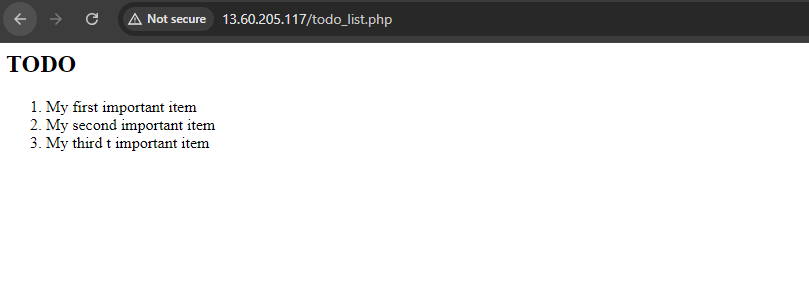 Not secure 13.60.205.117/todo_list.php
TODO
1. My first important item
2. My second important item
3. My third t important item